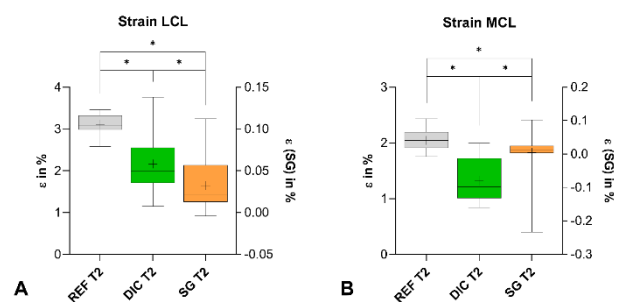 Strain LCL
*
* *
4
3
2
1
0
ε in %
0.15
0.10
0.05
0.00
-0.05
ε (SG) in %
REF T2
DIC T2
SG T2
A
Strain MCL
*
* *
3
2
1
0
ε in %
0.2
0.1
0.0
-0.1
-0.2
-0.3
ε (SG) in %
REF T2
DIC T2
SG T2
B